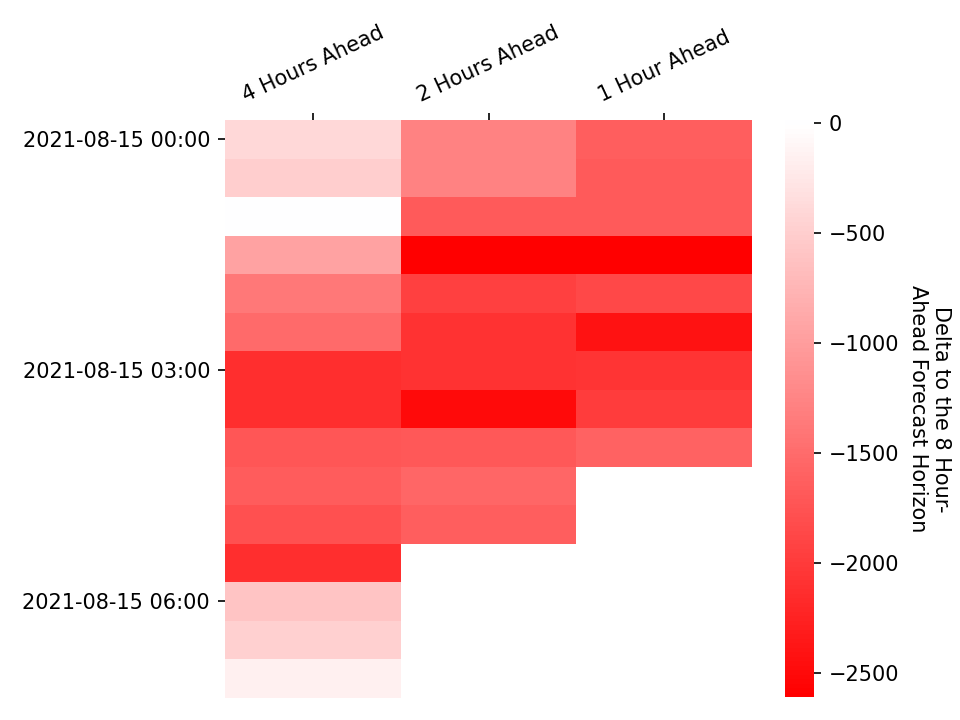 4 Hours Ahead
2 Hours Ahead
1 Hour Ahead
2021-08-15 00:00
2021-08-15 03:00
2021-08-15 06:00
0
−500
−1000
−1500
−2000
−2500
Delta to the 8 Hour-
Ahead Forecast Horizon